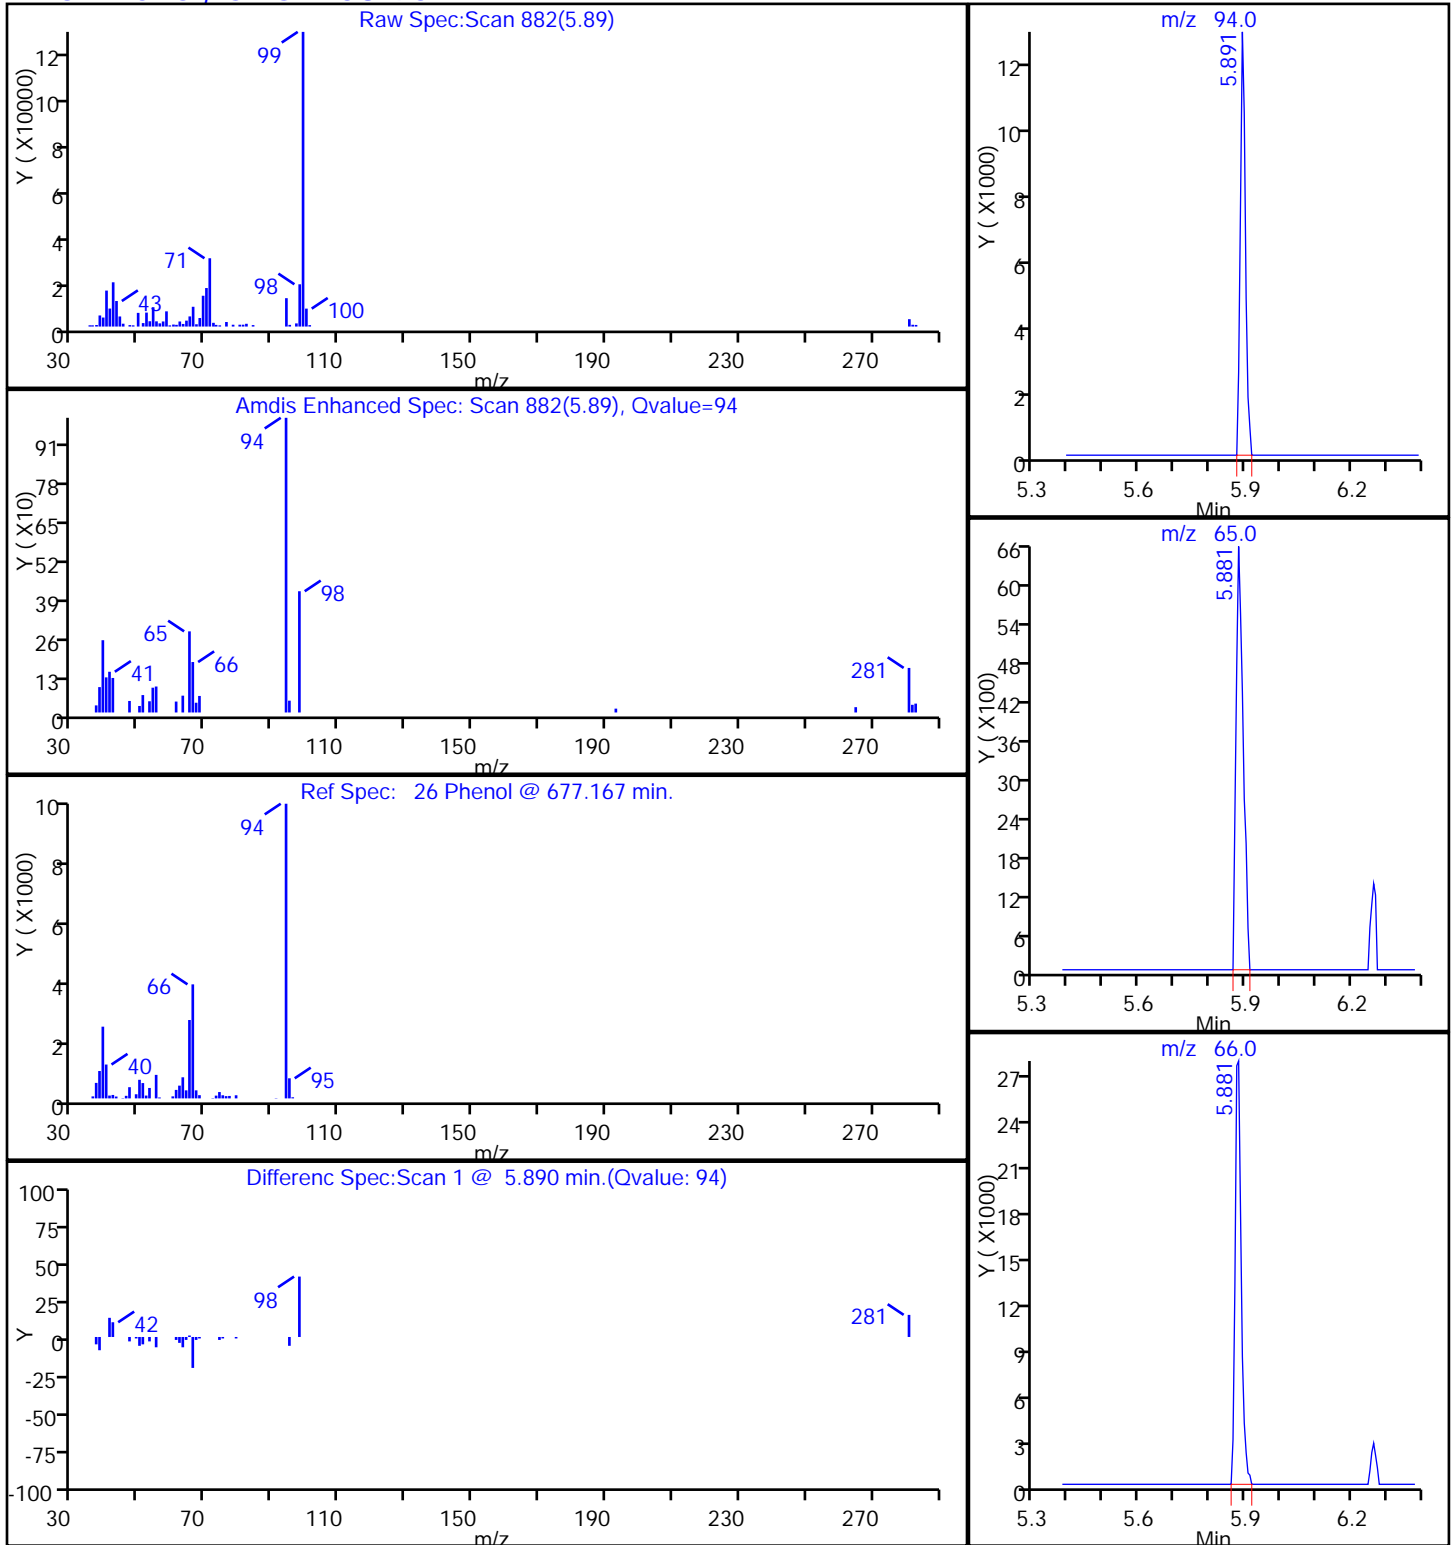 Raw Spec:Scan 882(5.89)
Y ( X10000)
12
10
8
6
4
2
0
99
71
98
43
100
30 70 110 150 190 230 270
m/z
Amdis Enhanced Spec: Scan 882(5.89), Qvalue=94
Y ( X10)
91
78
65
52
39
26
13
0
94
98
65
66
41
281
30 70 110 150 190 230 270
m/z
Ref Spec: 26 Phenol @ 677.167 min.
Y ( X1000)
10
8
6
4
2
0
94
66
40
95
30 70 110 150 190 230 270
m/z
Differenc Spec:Scan 1 @ 5.890 min.(Qvalue: 94)
Y
100
75
50
25
0
-25
-50
-75
-100
98
42
281
30 70 110 150 190 230 270
m/z
m/z 94.0
Y ( X1000)
12
10
8
6
4
2
0
5.891
5.3 5.6 5.9 6.2
Min
m/z 65.0
Y ( X100)
66
60
54
48
42
36
30
24
18
12
6
0
5.881
5.3 5.6 5.9 6.2
Min
m/z 66.0
Y ( X1000)
27
24
21
18
15
12
9
6
3
0
5.881
5.3 5.6 5.9 6.2
Min